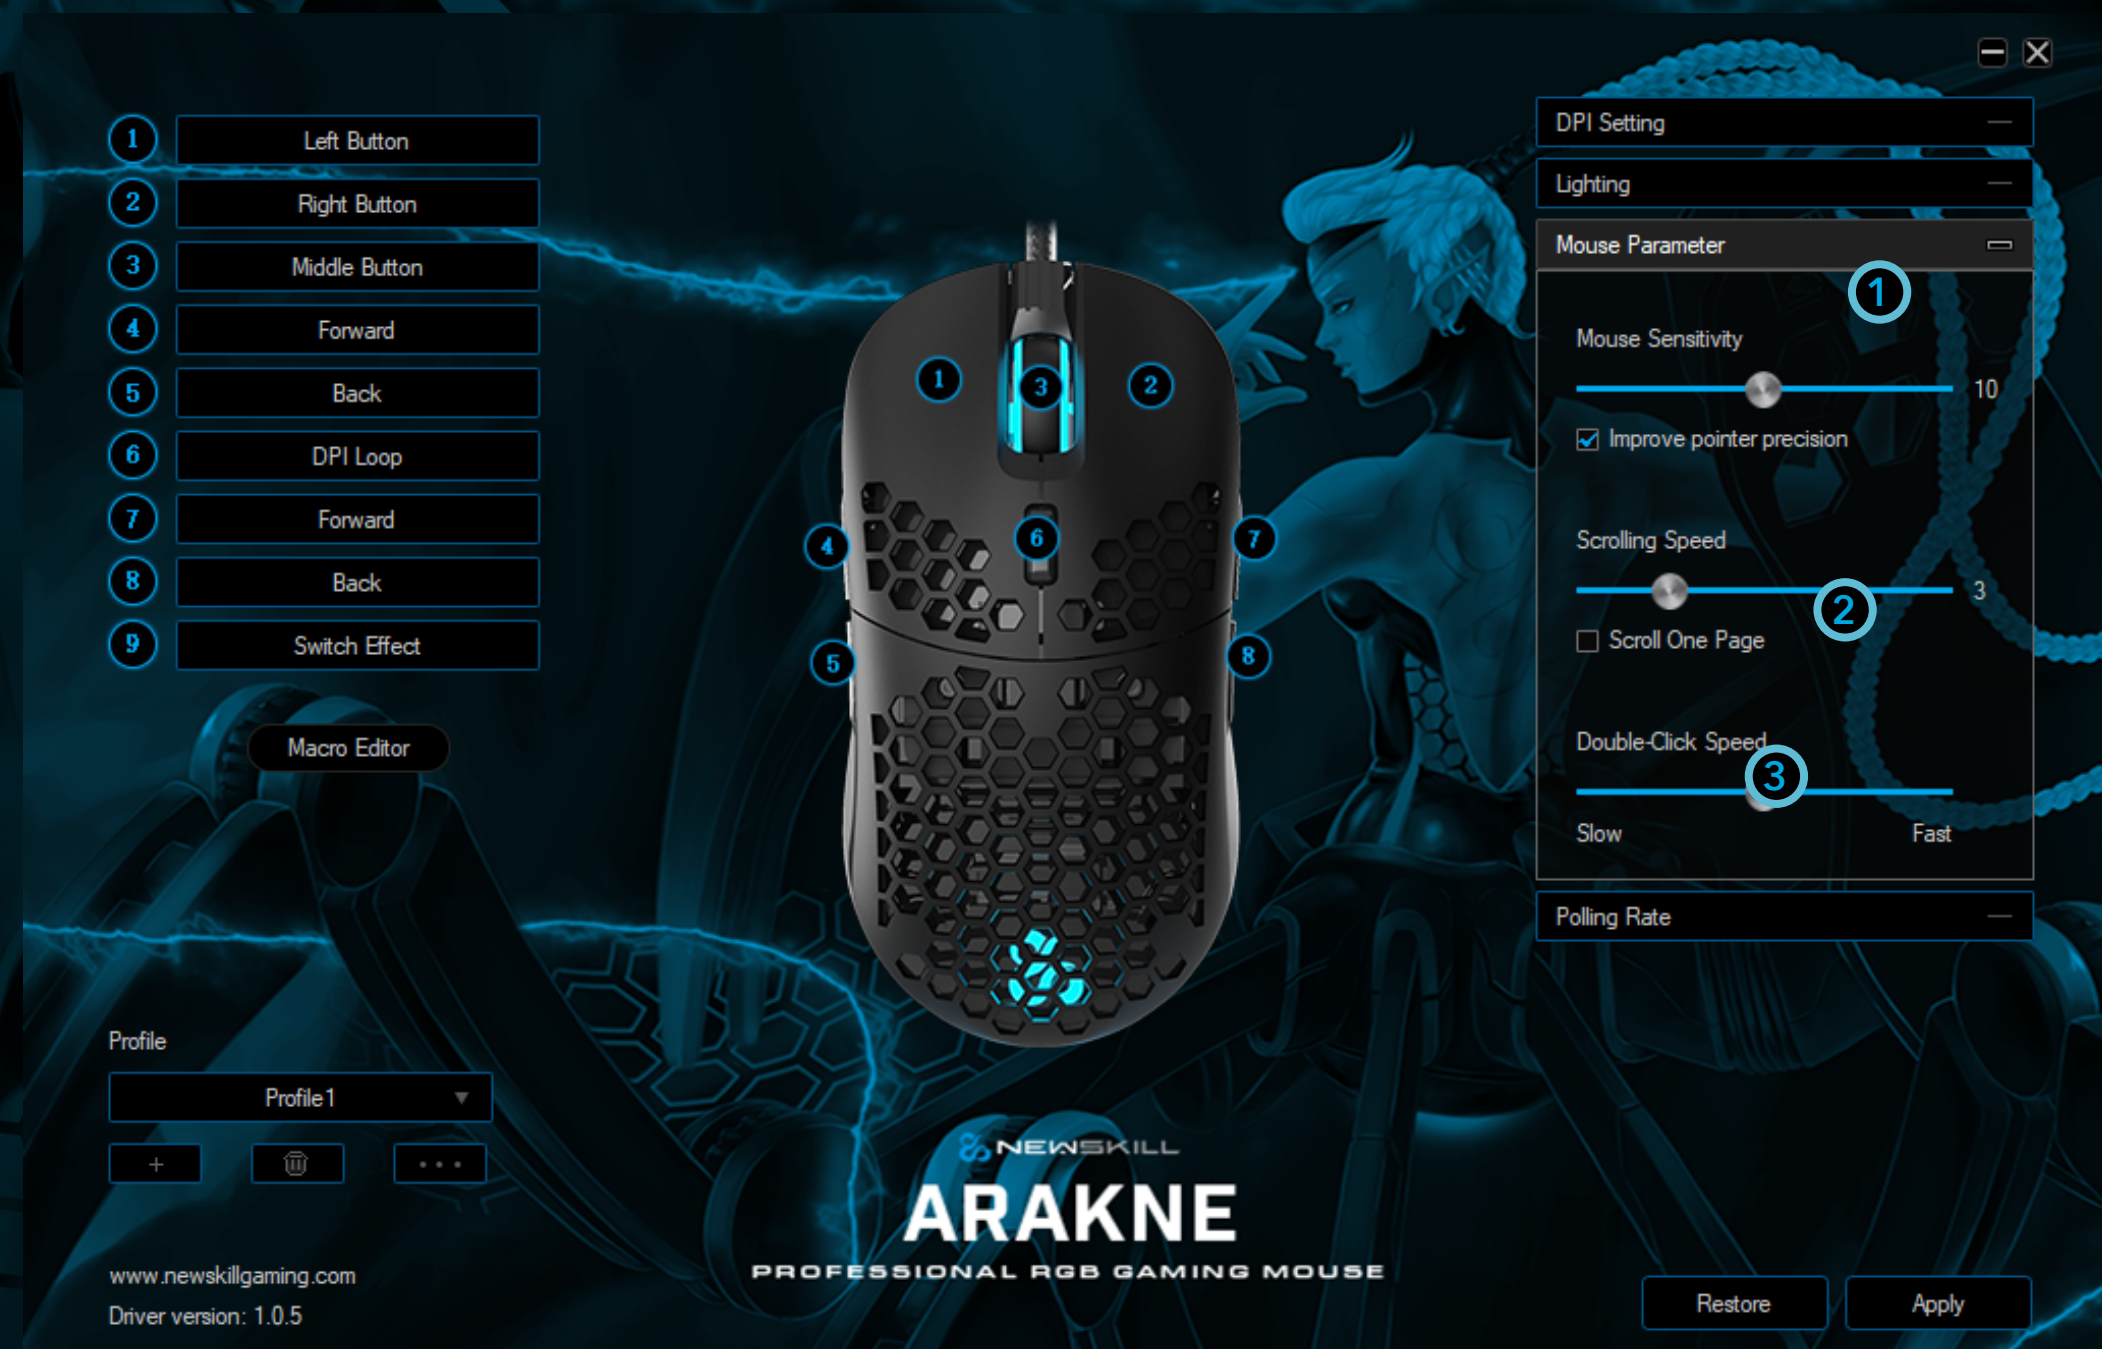 1 Left Button
2 Right Button
3 Middle Button
4 Forward
5 Back
6 DPI Loop
7 Forward
8 Back
9 Switch Effect
Macro Editor
Profile
Profile1
+
...
www.newskillgaming.com
Driver version: 1.0.5
1
3
2
4
6
7
5
8
NEWSKILL
ARAKNE
PROFESSIONAL RGB GAMING MOUSE
DPI Setting
Lighting
Mouse Parameter
1
Mouse Sensitivity
10
Improve pointer precision
Scrolling Speed
3
2
Scroll One Page
Double-Click Speed
3
Slow Fast
Polling Rate
Restore Apply